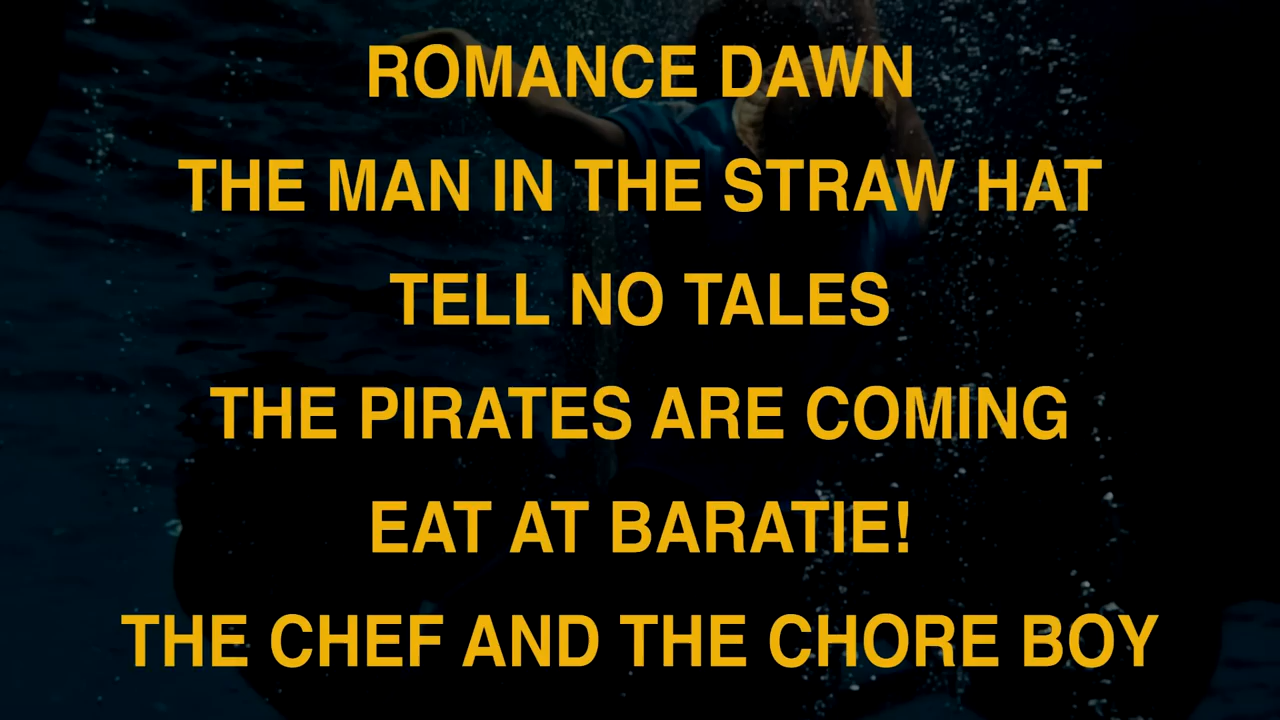 ROMANCE DAWN
THE MAN IN THE STRAW HAT
TELL NO TALES
THE PIRATES ARE COMING
EAT AT BARATIE!
THE CHEF AND THE CHORE BOY